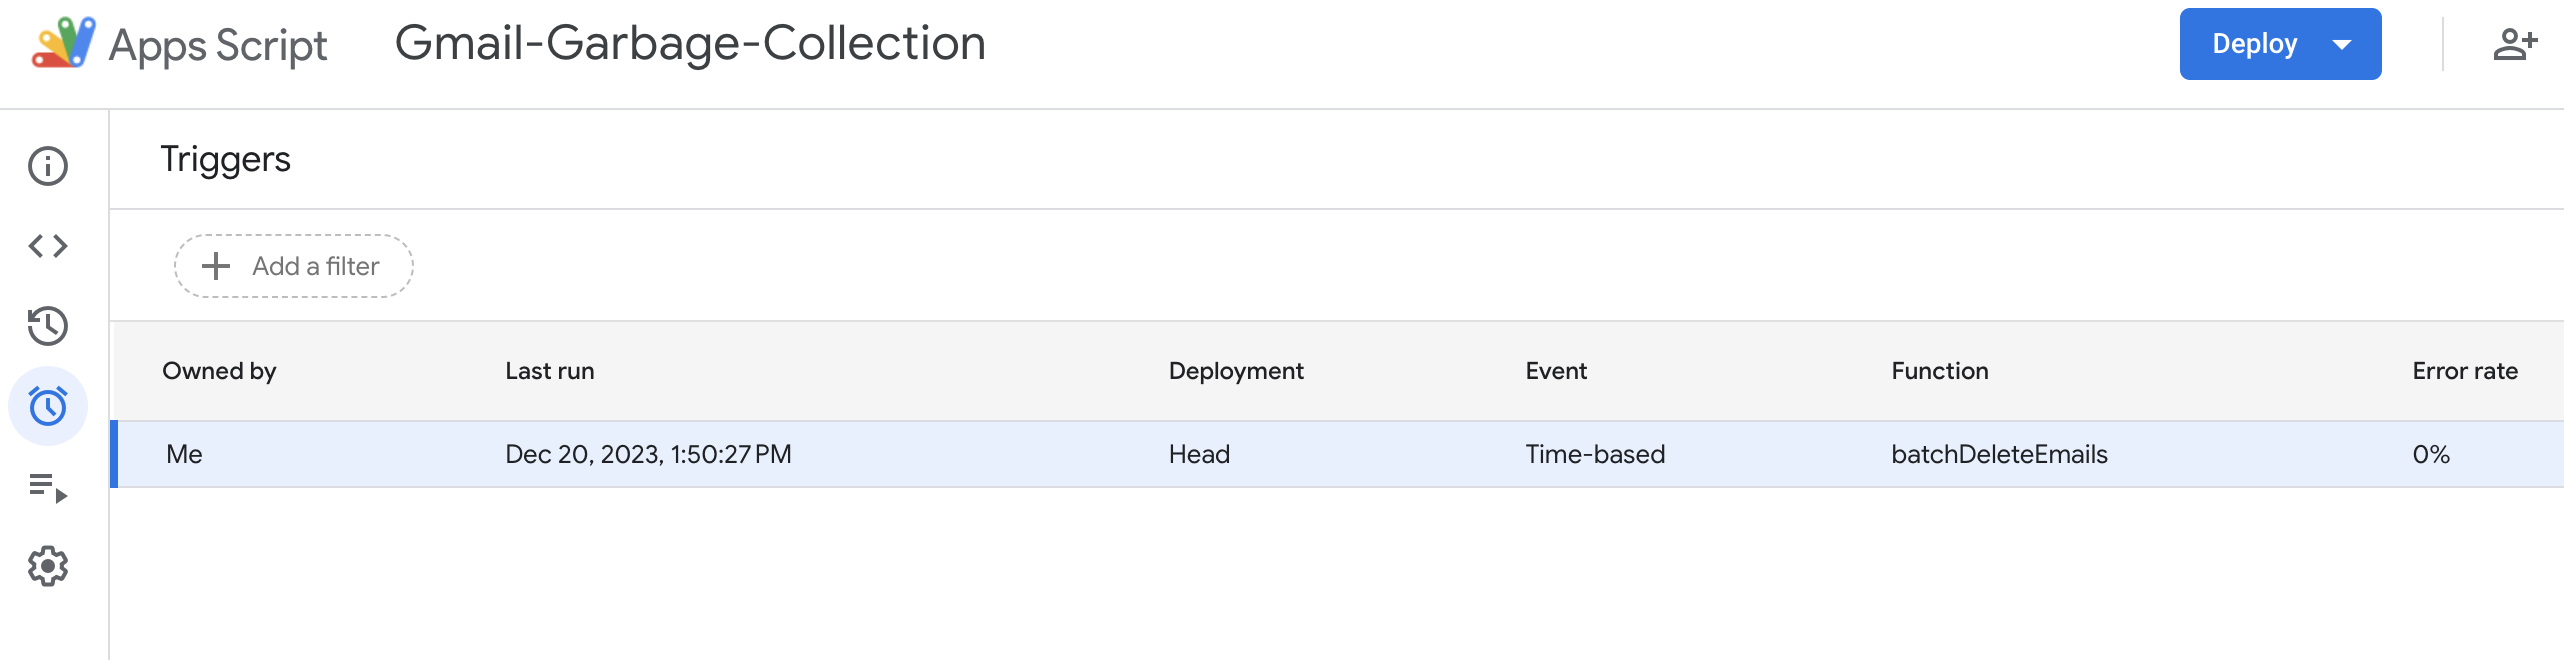 Apps Script Gmail-Garbage-Collection Deploy
Triggers
Add a filter
Owned by Last run Deployment Event Function Error rate
Me Dec 20, 2023, 1:50:27 PM Head Time-based batchDeleteEmails 0%